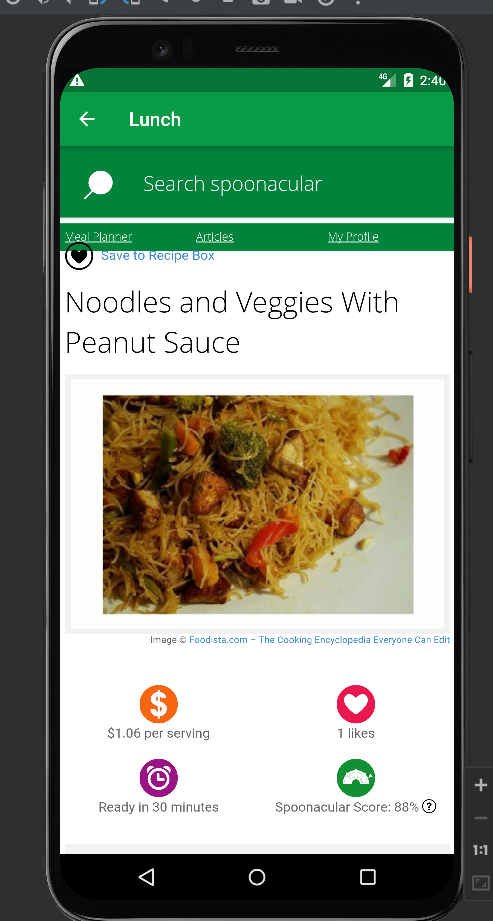 4G 2:40
Lunch
Search spoonacular
Meal Planner Articles My Profile
Save to Recipe Box
Noodles and Veggies With
Peanut Sauce
Image © Foodista.com – The Cooking Encyclopedia Everyone Can Edit
$
$1.06 per serving
1 likes
Ready in 30 minutes
Spoonacular Score: 88% ?
1:1